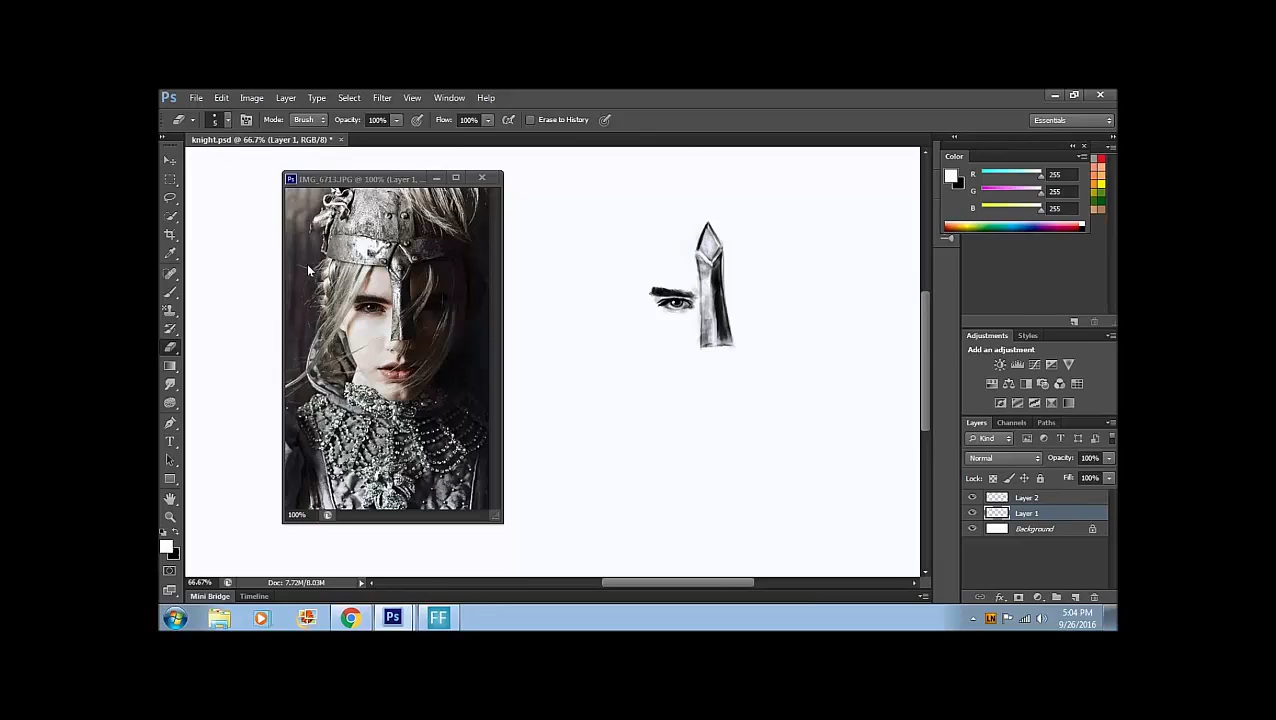 Ps File Edit Image Layer Type Select Filter View Window Help
5 Mode: Brush Opacity: 100% Flow: 100% Erase to History Essentials
knight.psd @ 66.7% (Layer 1, RGB/8) * ×
Ps IMG_6713.JPG @ 100% (Layer 1, ...
Color
R 255
G 255
B 255
Adjustments Styles
Add an adjustment
Layers Channels Paths
Kind
Normal Opacity: 100%
Lock: Fill: 100%
Layer 2
Layer 1
Background
100%
66.67% Doc: 7.72M/8.03M
Mini Bridge Timeline
Ps FF LN 5:04 PM
9/26/2016